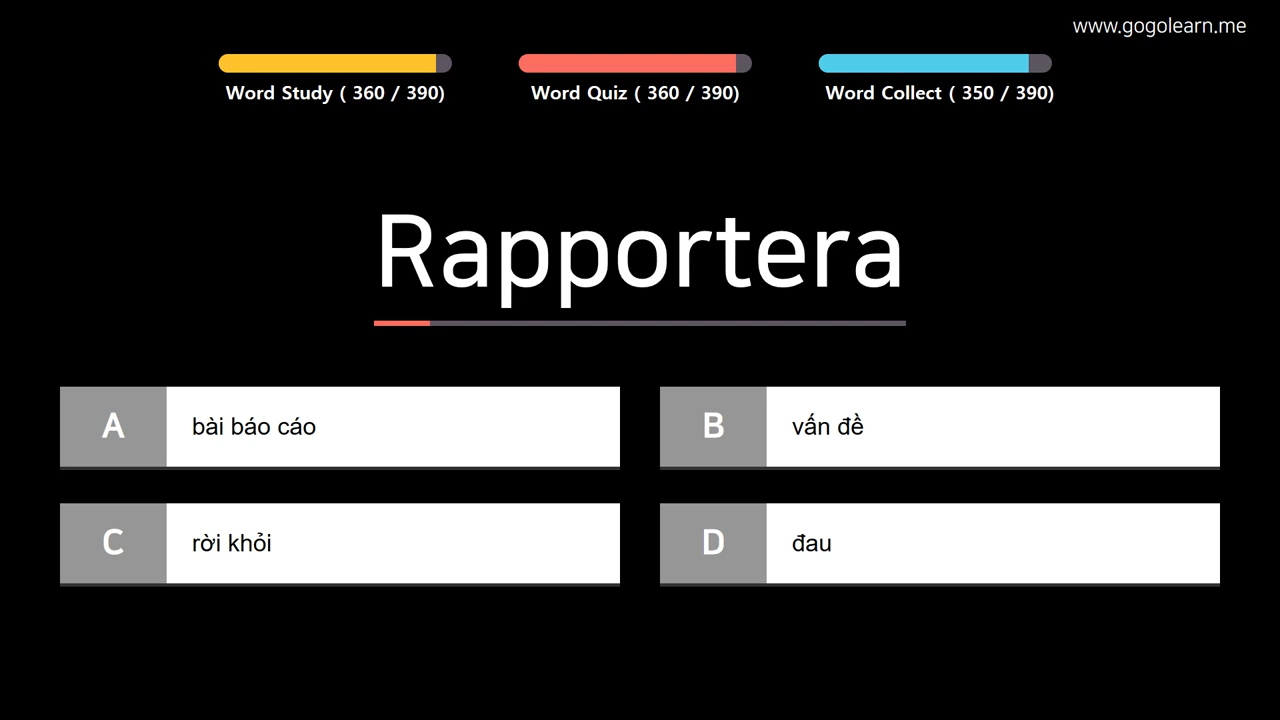 www.gogolearn.me
Word Study ( 360 / 390)
Word Quiz ( 360 / 390)
Word Collect ( 350 / 390)
Rapportera
A
bài báo cáo
B
vấn đề
C
rời khỏi
D
đau